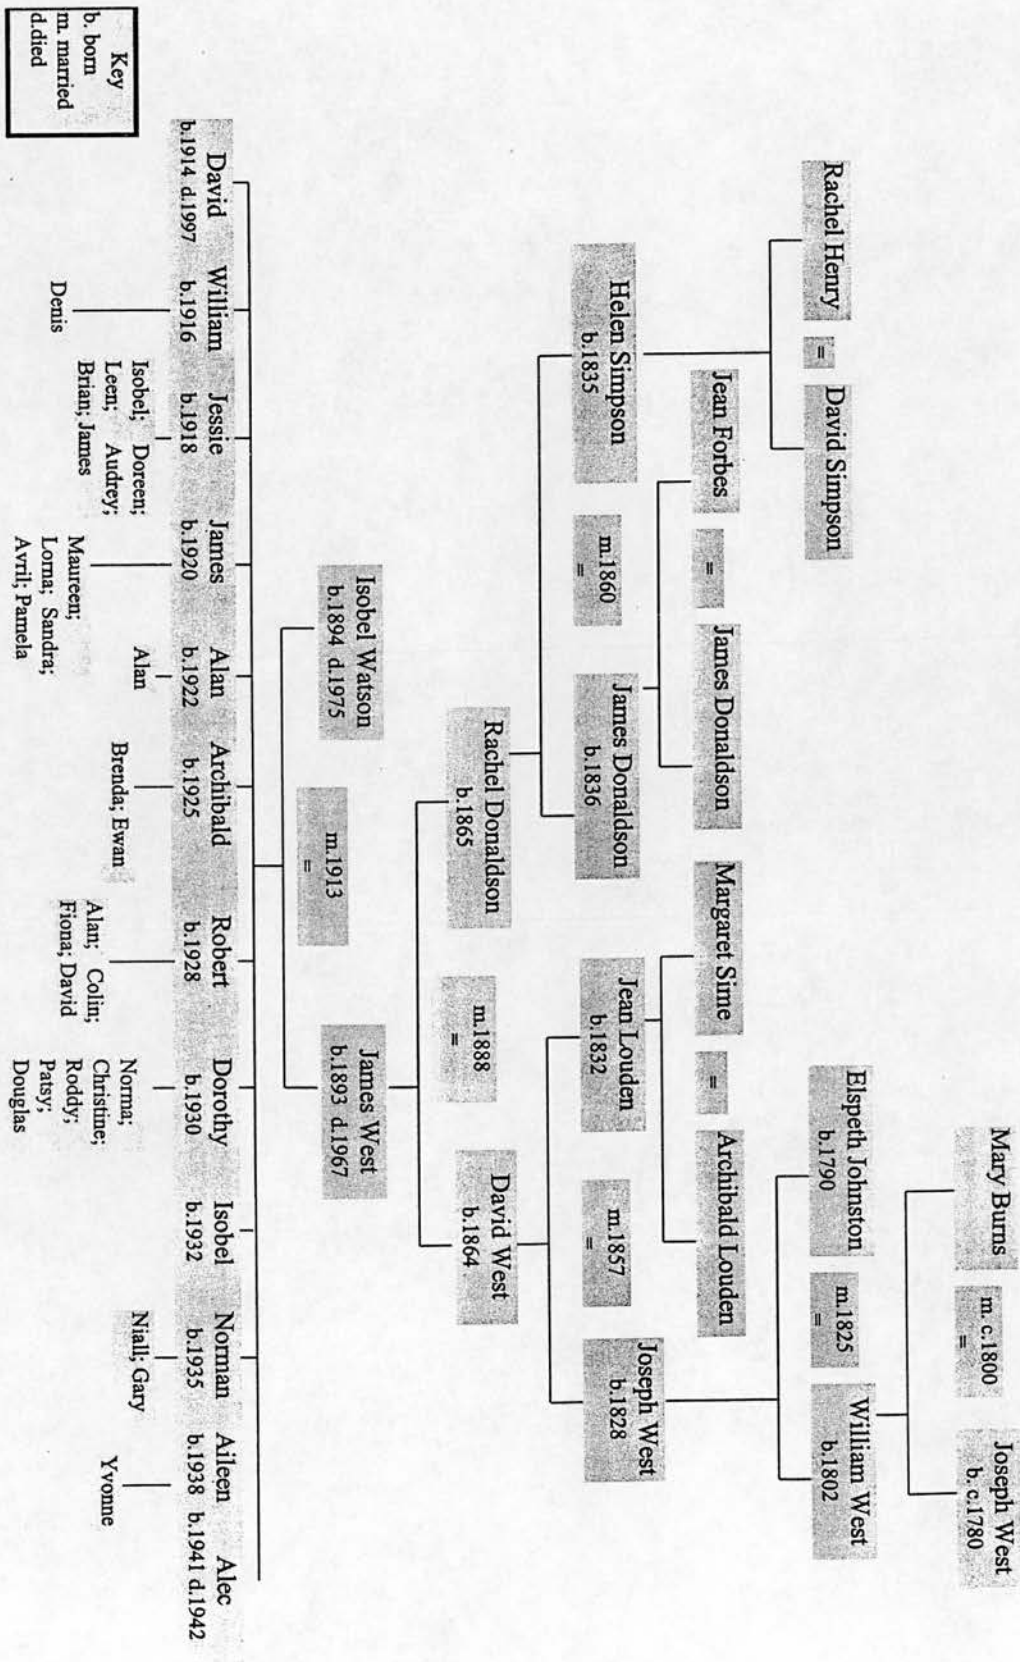 Mary Burns
m. c.1800
=
Joseph West
b. c.1780
Rachel Henry
=
David Simpson
Elspeth Johnston
b.1790
m.1825
=
William West
b.1802
Jean Forbes
=
James Donaldson
Margaret Sime
=
Archibald Louden
Helen Simpson
b.1835
m.1860
=
James Donaldson
b.1836
Jean Louden
b.1832
m.1857
=
Joseph West
b.1828
Rachel Donaldson
b.1865
m.1888
=
David West
b.1864
Isobel Watson
b.1894 d.1975
m.1913
=
James West
b.1893 d.1967
David William Jessie James Alan Archibald Robert Dorothy Isobel Norman Aileen Alec
b.1914 d.1997 b.1916 b.1918 b.1920 b.1922 b.1925 b.1928 b.1930 b.1932 b.1935 b.1938 b.1941 d.1942
Denis
Isobel; Doreen;
Leen; Audrey;
Brian; James
Maureen;
Lorna; Sandra;
Avril; Pamela
Alan
Brenda; Ewan
Alan; Colin;
Fiona; David
Norma;
Christine;
Roddy;
Patsy;
Douglas
Niall; Gary
Yvonne
Key
b. born
m. married
d.died